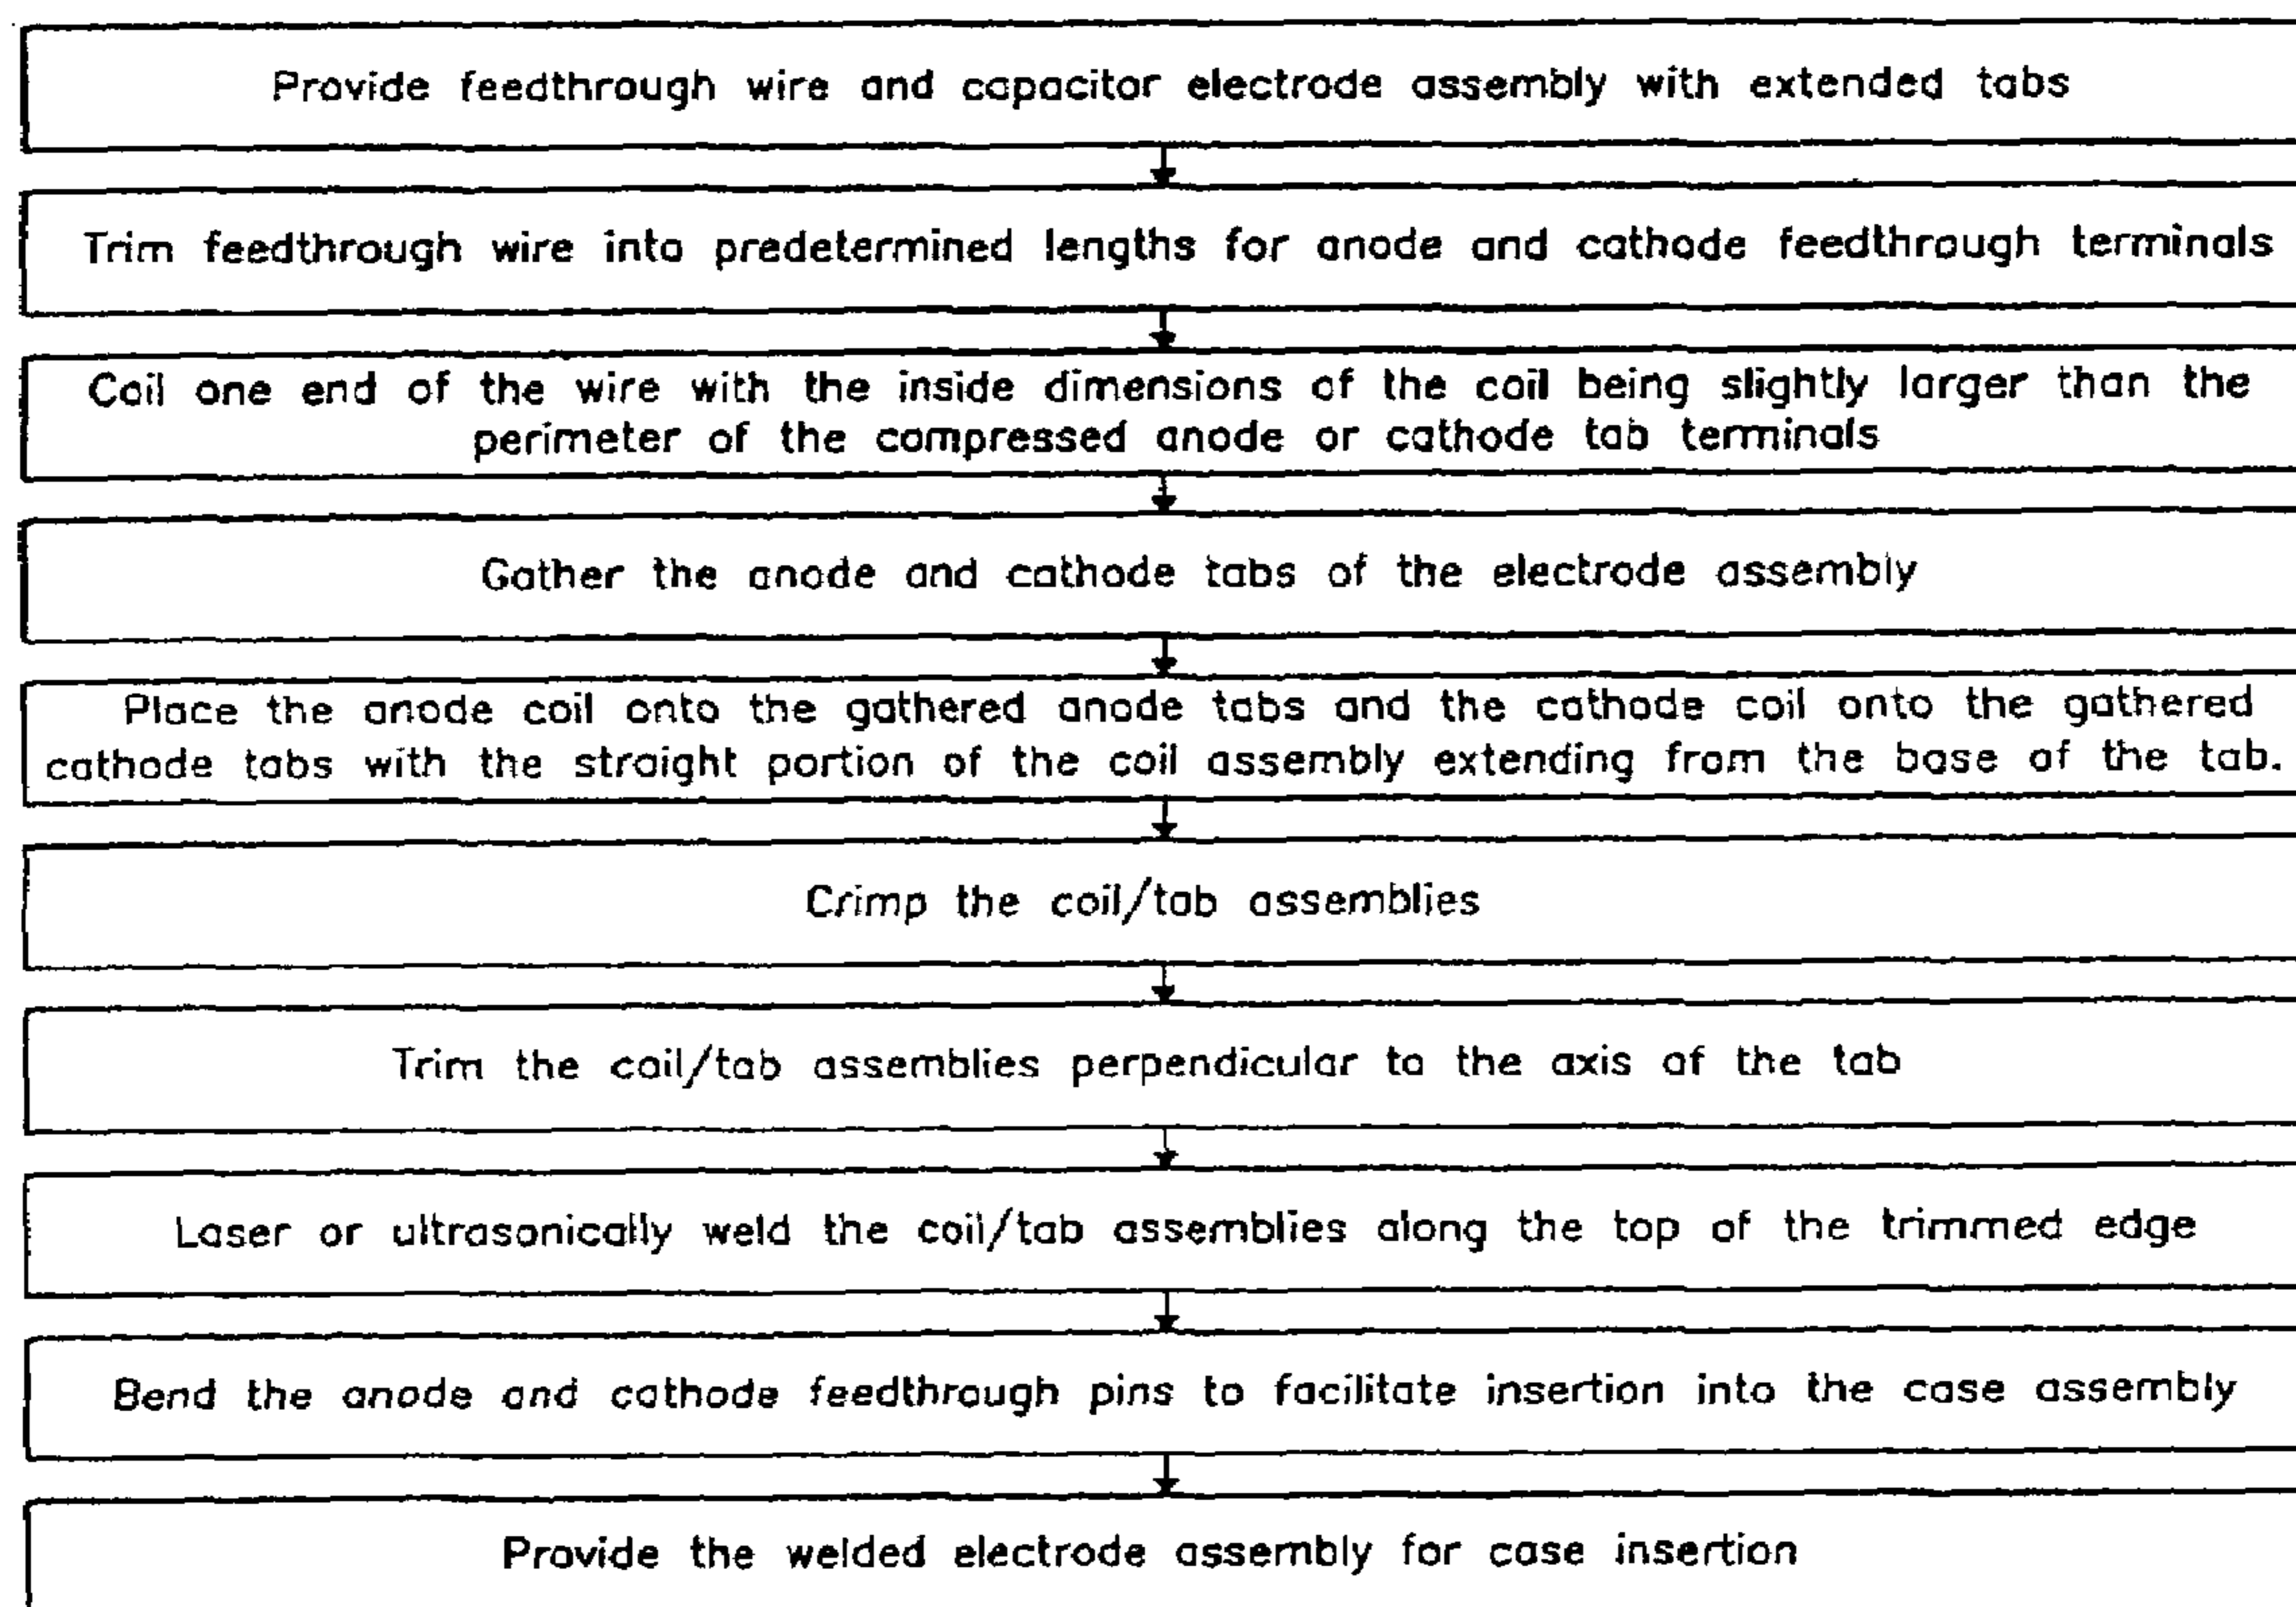 Provide feedthrough wire and capacitor electrode assembly with extended tabs
Trim feedthrough wire into predetermined lengths for anode and cathode feedthrough terminals
Coil one end of the wire with the inside dimensions of the coil being slightly larger than the
perimeter of the compressed anode or cathode tab terminals
Gather the anode and cathode tabs of the electrode assembly
Place the anode coil onto the gathered anode tabs and the cathode coil onto the gathered
cathode tabs with the straight portion of the coil assembly extending from the base of the tab.
Crimp the coil/tab assemblies
Trim the coil/tab assemblies perpendicular to the axis of the tab
Laser or ultrasonically weld the coil/tab assemblies along the top of the trimmed edge
Bend the anode and cathode feedthrough pins to facilitate insertion into the case assembly
Provide the welded electrode assembly for case insertion